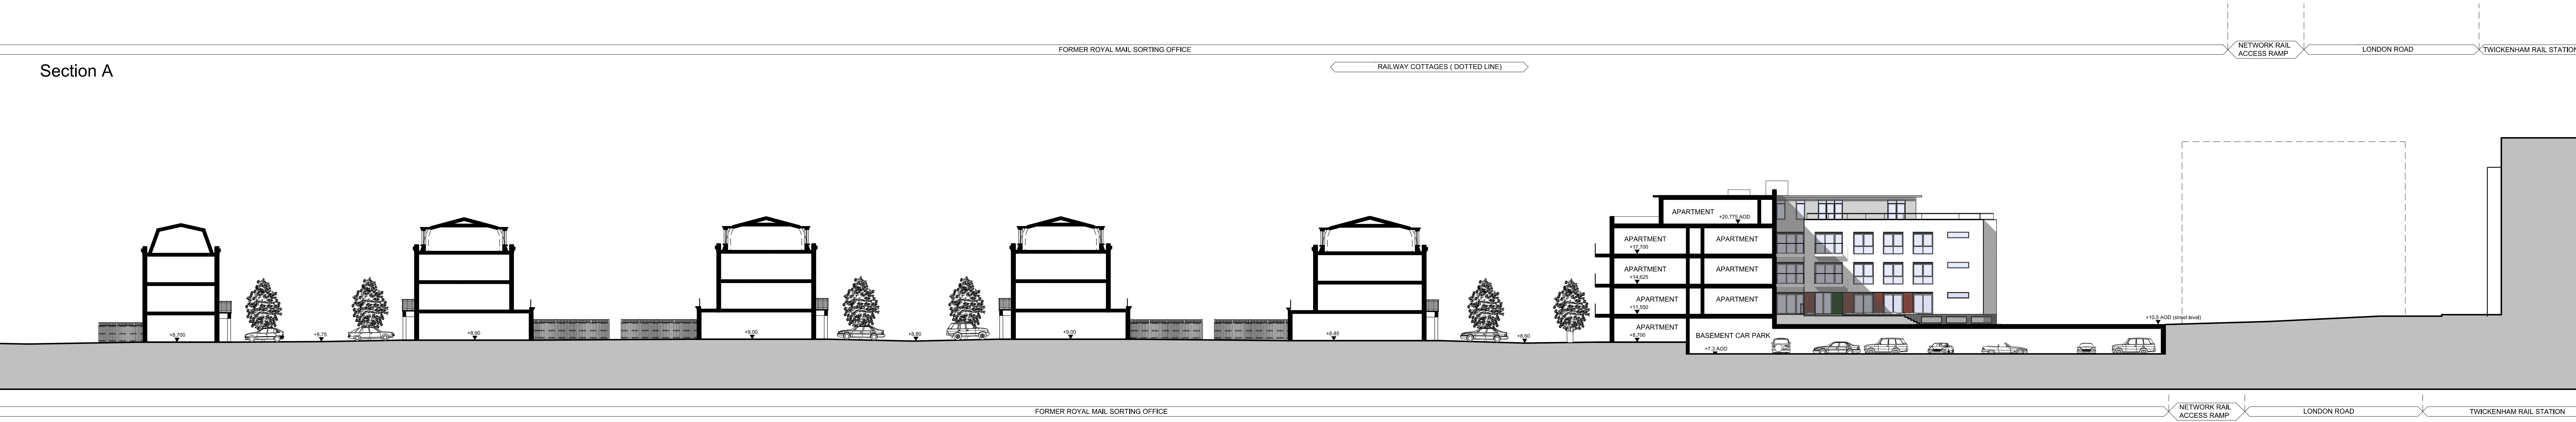 FORMER ROYAL MAIL SORTING OFFICE
NETWORK RAIL
ACCESS RAMP
LONDON ROAD
TWICKENHAM RAIL STATION
Section A
RAILWAY COTTAGES ( DOTTED LINE)
APARTMENT
+20,775 AOD
APARTMENT
APARTMENT
+17,700
APARTMENT
APARTMENT
+14,625
APARTMENT
APARTMENT
+11,550
APARTMENT
+8,700
BASEMENT CAR PARK
+7.3 AOD
+10.5 AOD (street level)
+8,700
+8,75
+8,90
+9,00
+8,80
+9,00
+8,85
+8,60
FORMER ROYAL MAIL SORTING OFFICE
NETWORK RAIL
ACCESS RAMP
LONDON ROAD
TWICKENHAM RAIL STATION